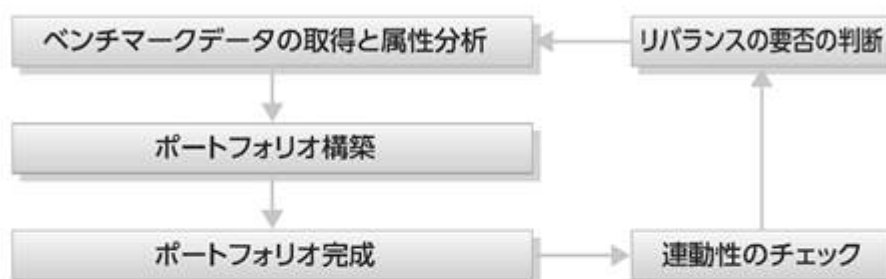 ベンチマークデータの取得と属性分析
リバランスの要否の判断
ポートフォリオ構築
ポートフォリオ完成
連動性のチェック